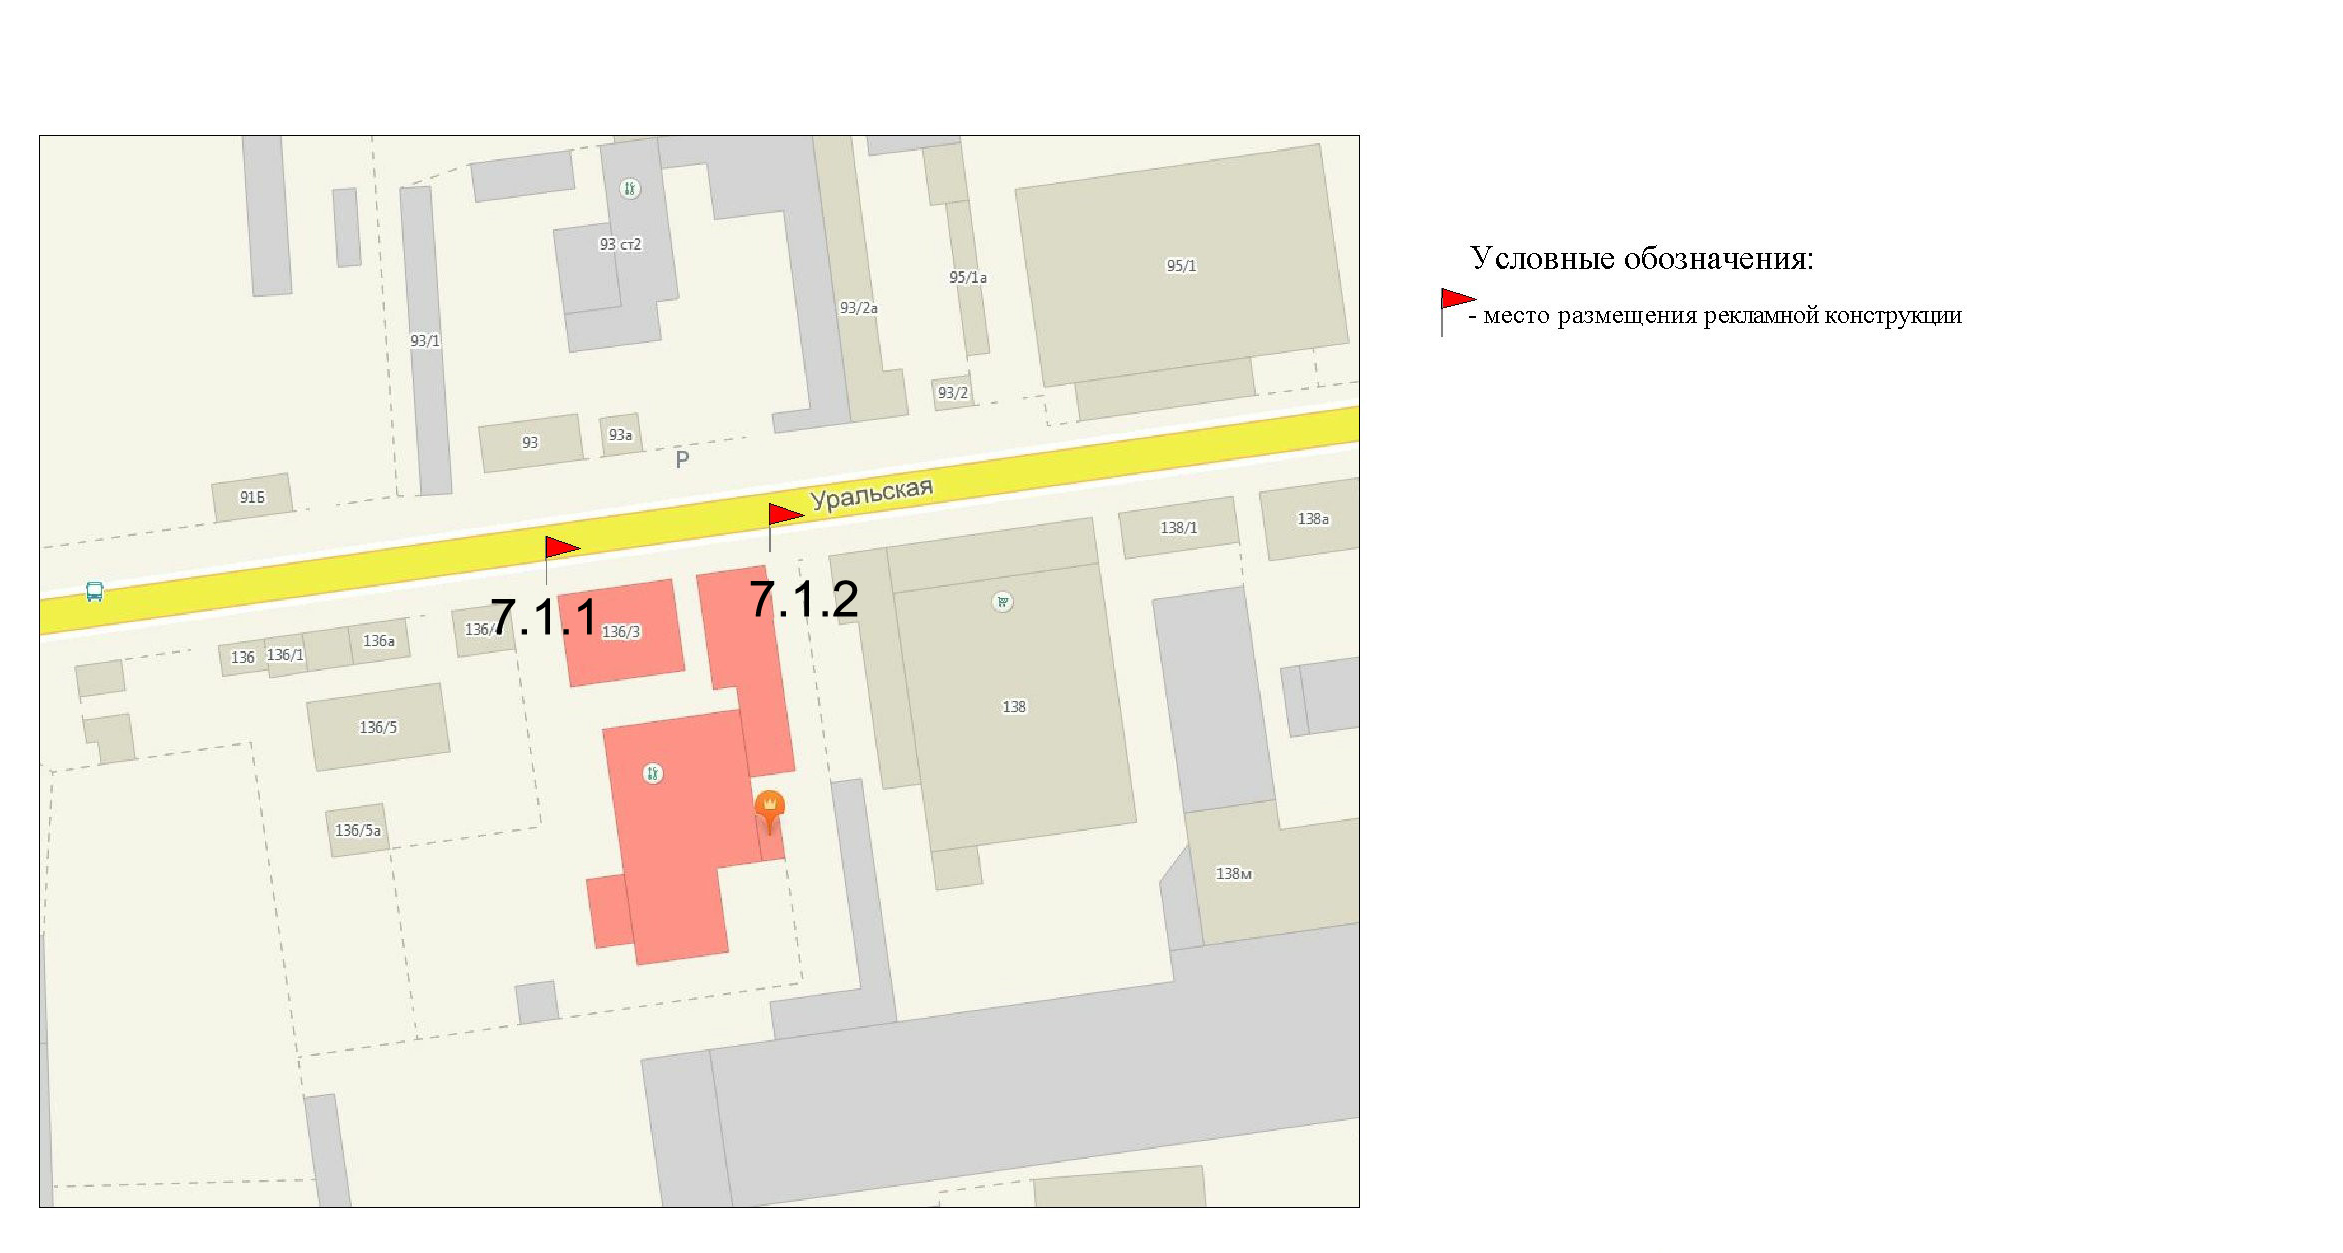 Условные обозначения:
- место размещения рекламной конструкции
93 ст2
95/1
95/1а
93/2а
93/1
93/2
93
93а
Р
91Б
Уральская
138/1
138а
7.1.1
7.1.2
136/3
136
136/1
136а
136/5
138
136/5а
138м